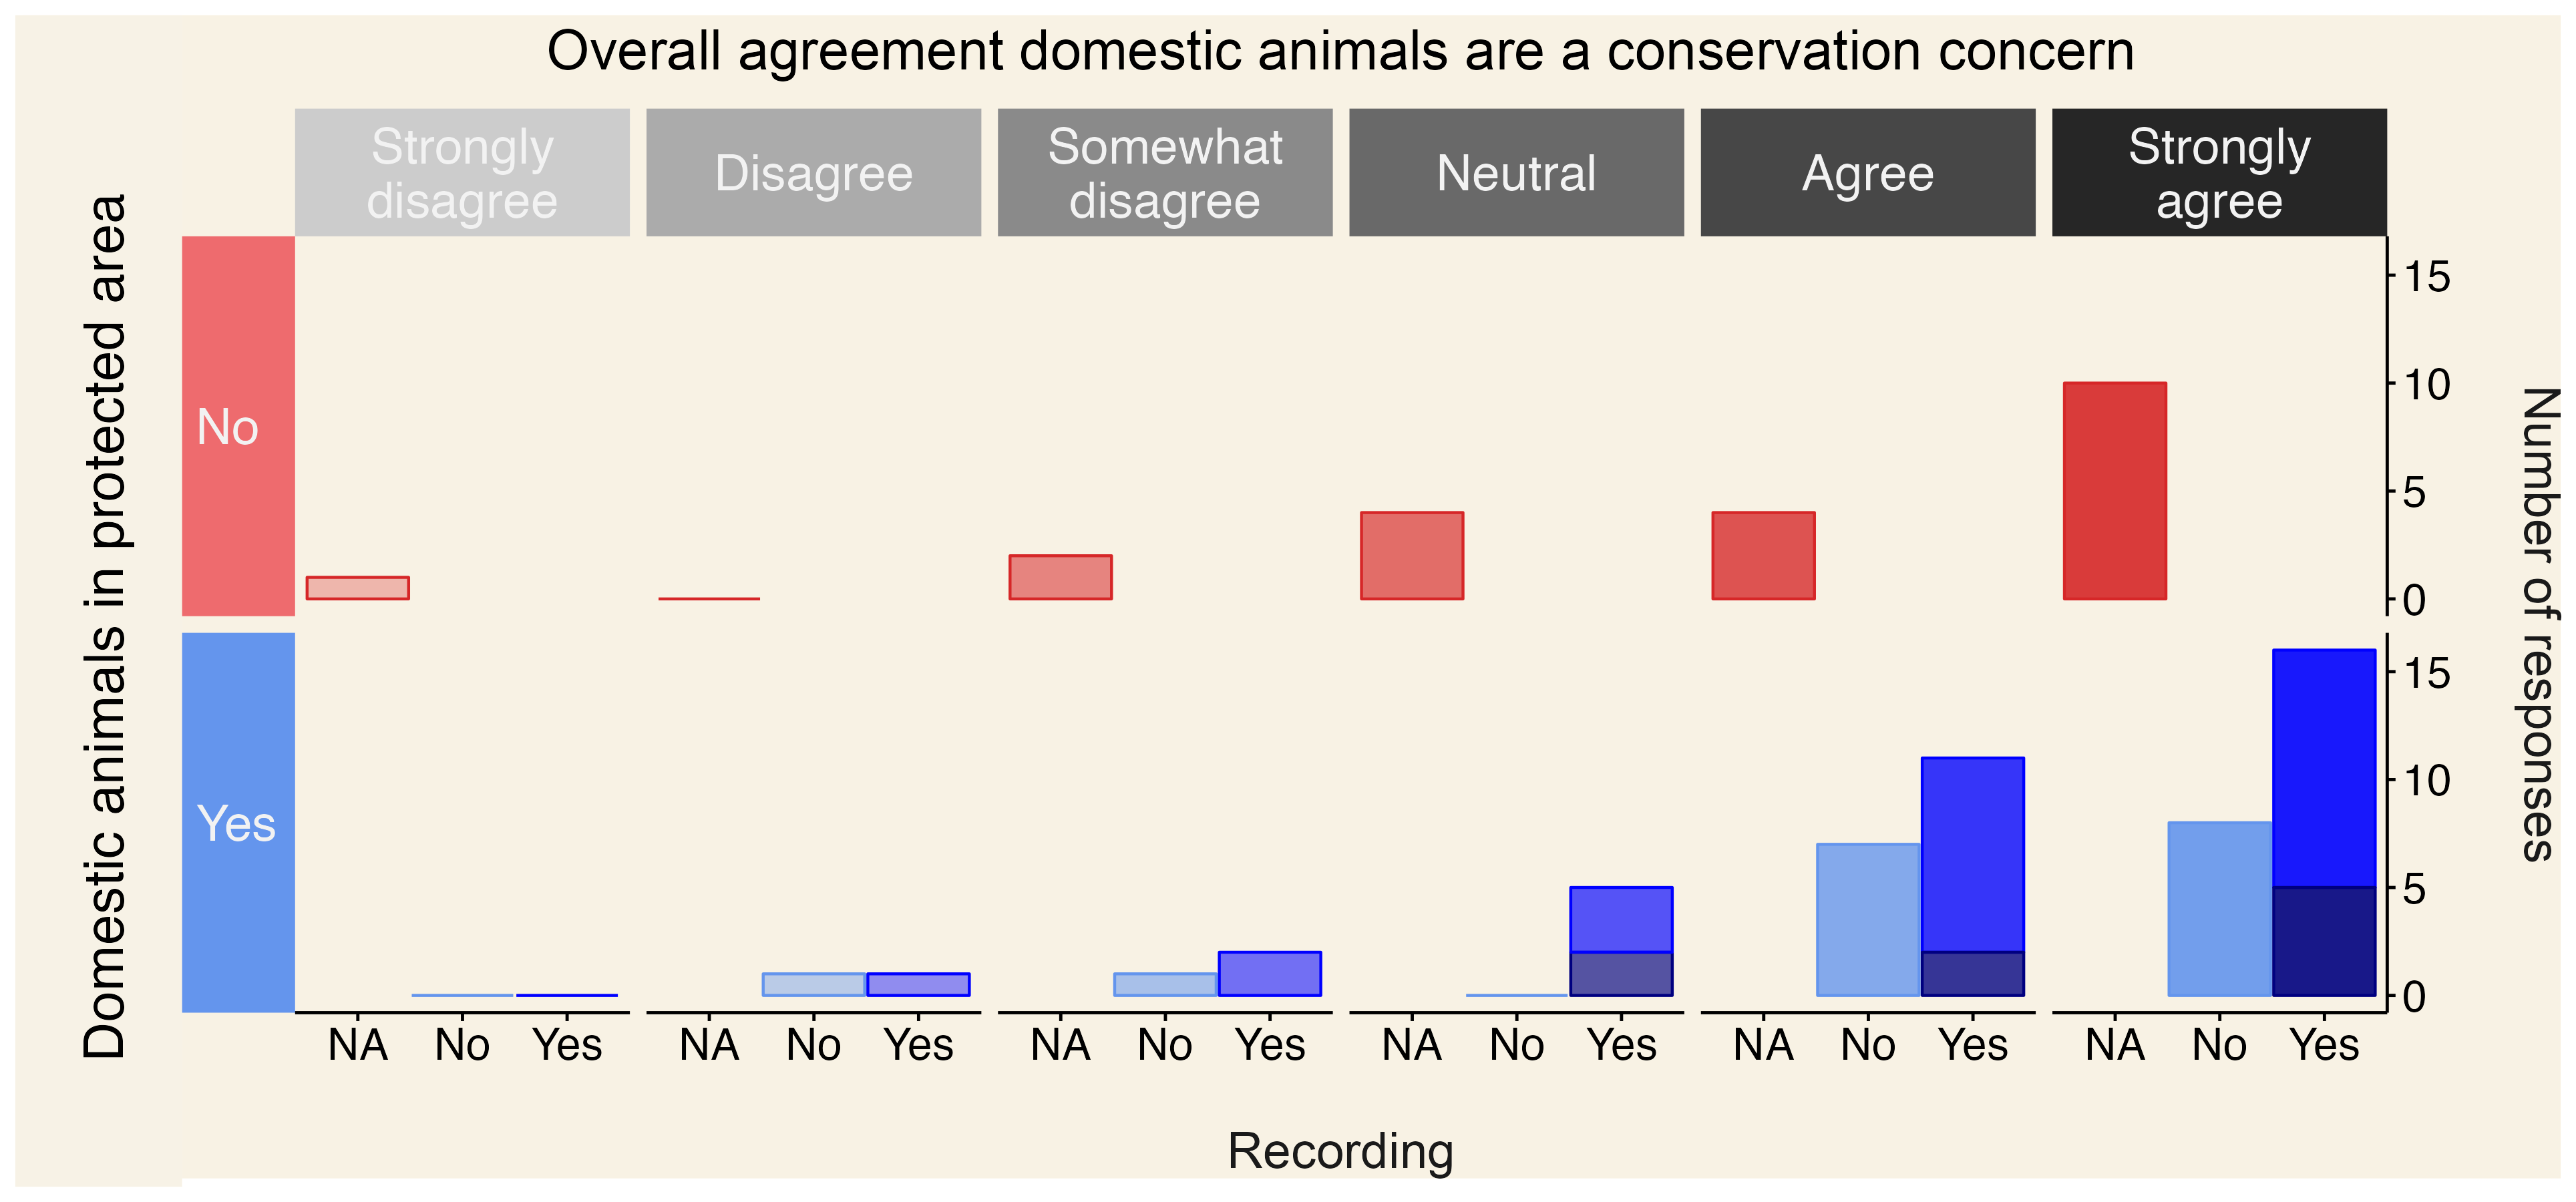 Overall agreement domestic animals are a conservation concern
Strongly
disagree
Disagree
Somewhat
disagree
Neutral
Agree
Strongly
agree
Domestic animals in protected area
No
15
10
5
0
Number of responses
Yes
15
10
5
0
NA No Yes NA No Yes NA No Yes NA No Yes NA No Yes NA No Yes
Recording